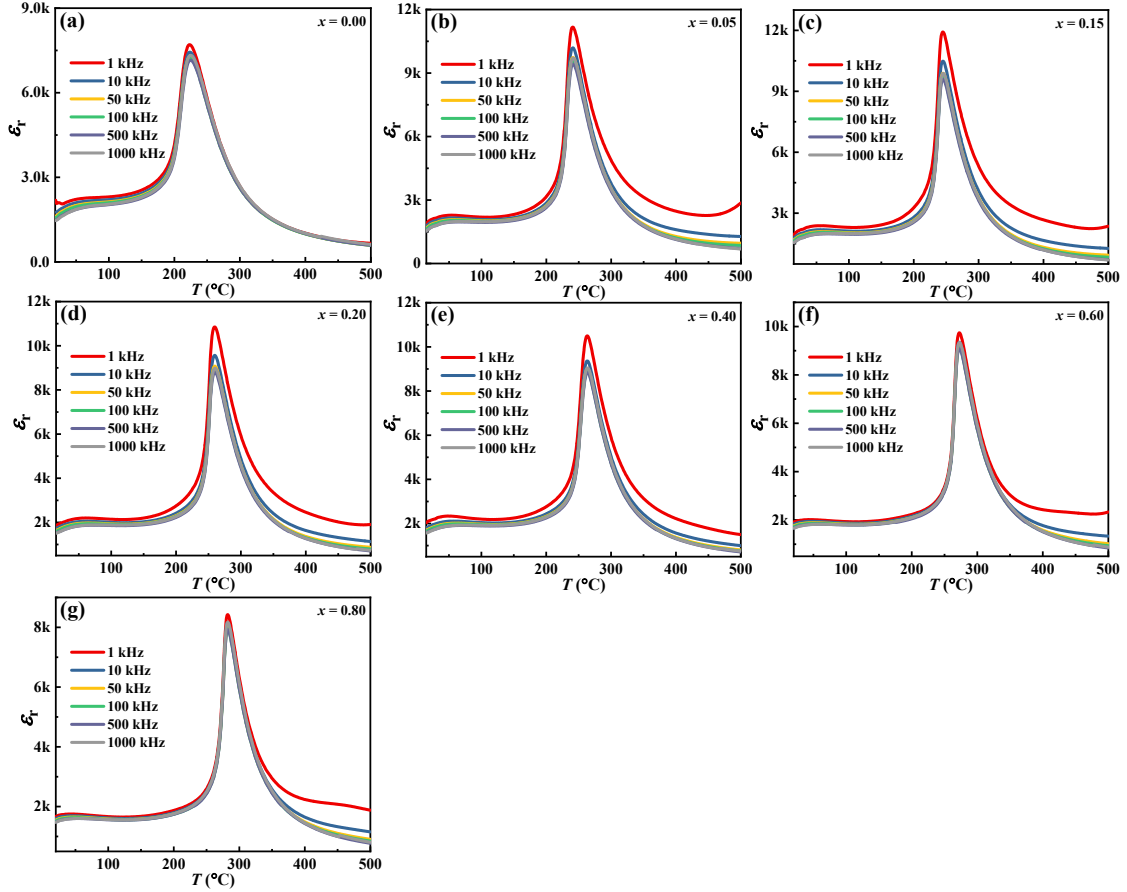 (a) x = 0.00
9.0k
6.0k
3.0k
0.0
εr
1 kHz
10 kHz
50 kHz
100 kHz
500 kHz
1000 kHz
100 200 300 400 500
T (°C)
(b) x = 0.05
12k
9k
6k
3k
0
εr
1 kHz
10 kHz
50 kHz
100 kHz
500 kHz
1000 kHz
100 200 300 400 500
T (°C)
(c) x = 0.15
12k
9k
6k
3k
εr
1 kHz
10 kHz
50 kHz
100 kHz
500 kHz
1000 kHz
100 200 300 400 500
T (°C)
(d) x = 0.20
12k
10k
8k
6k
4k
2k
εr
1 kHz
10 kHz
50 kHz
100 kHz
500 kHz
1000 kHz
100 200 300 400 500
T (°C)
(e) x = 0.40
12k
10k
8k
6k
4k
2k
εr
1 kHz
10 kHz
50 kHz
100 kHz
500 kHz
1000 kHz
100 200 300 400 500
T (°C)
(f) x = 0.60
10k
8k
6k
4k
2k
εr
1 kHz
10 kHz
50 kHz
100 kHz
500 kHz
1000 kHz
100 200 300 400 500
T (°C)
(g) x = 0.80
8k
6k
4k
2k
εr
1 kHz
10 kHz
50 kHz
100 kHz
500 kHz
1000 kHz
100 200 300 400 500
T (°C)